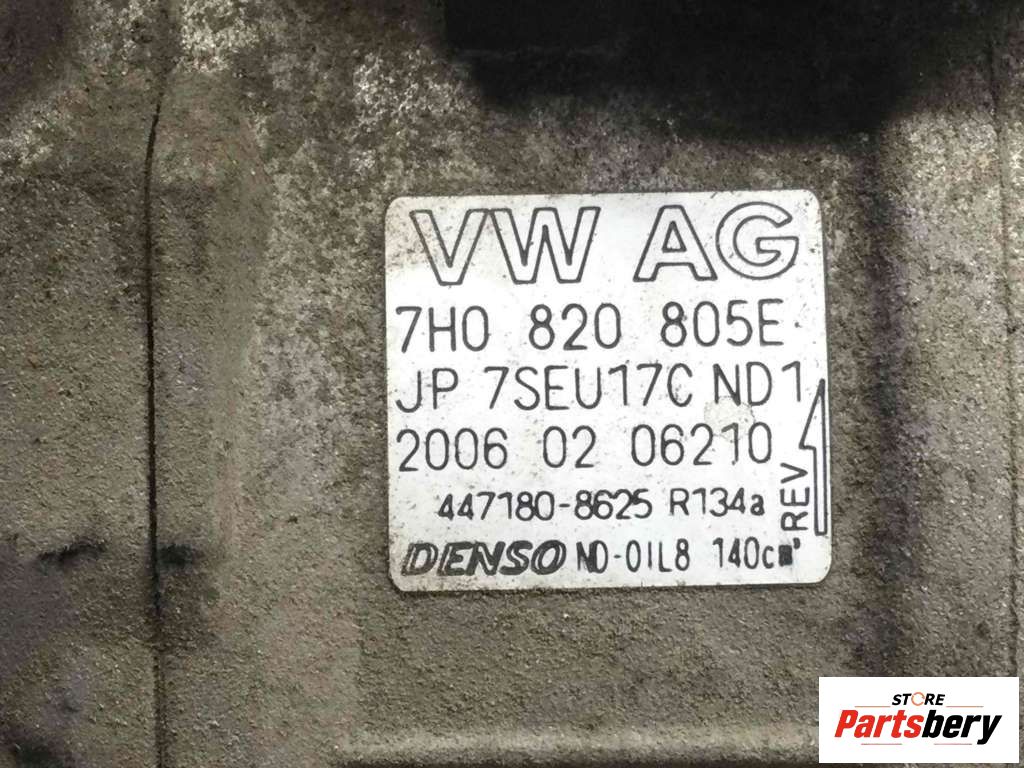 VW AG
7H0 820 805E
JP 7SEU17C ND1
2006 02 06210
447180-8625 R134a
REV
DENSO ND-OIL8 140c
STORE
Partsbery